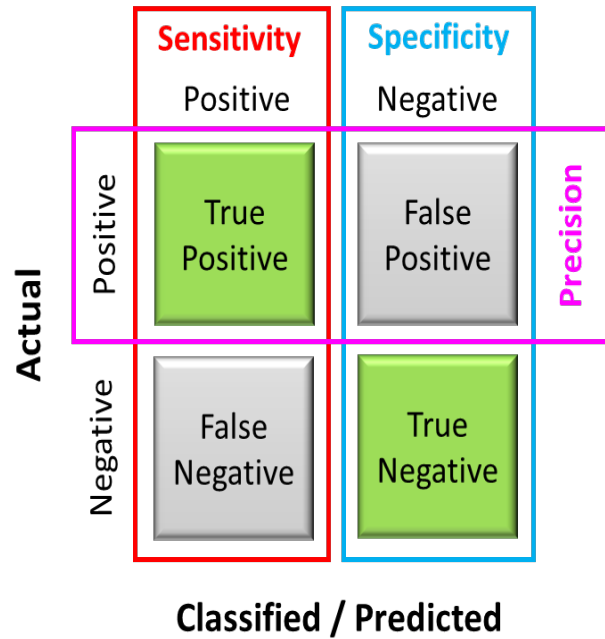 Sensitivity Specificity
Positive Negative
Actual
Positive
True
Positive
False
Positive
Precision
Negative
False
Negative
True
Negative
Classified / Predicted